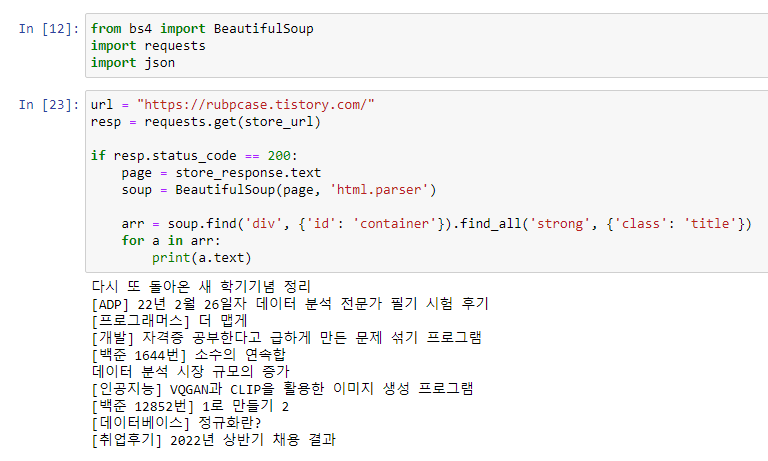 In [12]: from bs4 import BeautifulSoup
import requests
import json
In [23]: url = "https://rubpcase.tistory.com/"
resp = requests.get(store_url)
if resp.status_code == 200:
    page = store_response.text
    soup = BeautifulSoup(page, 'html.parser')
    arr = soup.find('div', {'id': 'container'}).find_all('strong', {'class': 'title'})
    for a in arr:
        print(a.text)
다시 또 돌아온 새 학기기념 정리
[ADP] 22년 2월 26일자 데이터 분석 전문가 필기 시험 후기
[프로그래머스] 더 맵게
[개발] 자격증 공부한다고 급하게 만든 문제 섞기 프로그램
[백준 1644번] 소수의 연속합
데이터 분석 시장 규모의 증가
[인공지능] VQGAN과 CLIP을 활용한 이미지 생성 프로그램
[백준 12852번] 1로 만들기 2
[데이터베이스] 정규화란?
[취업후기] 2022년 상반기 채용 결과